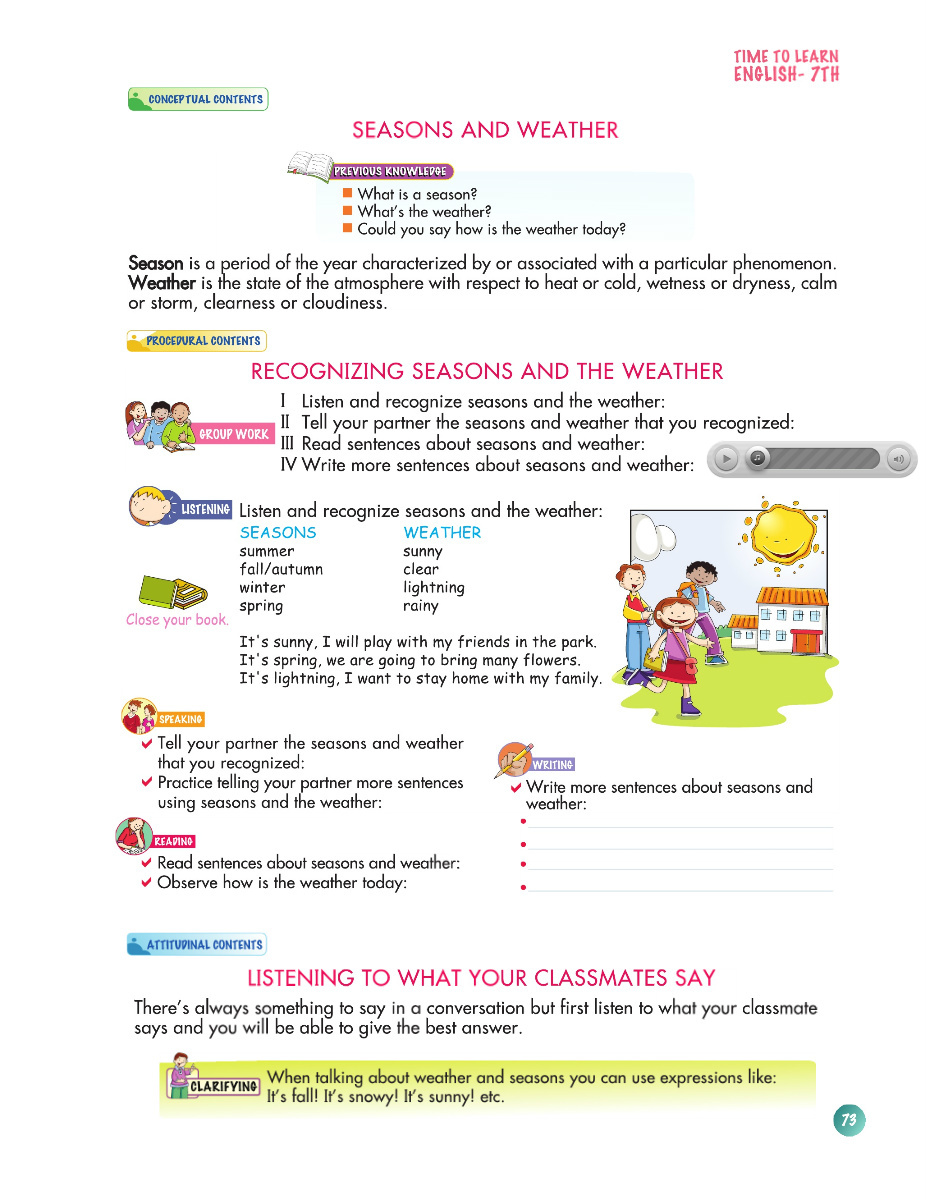 TIME TO LEARN
ENGLISH- 7TH
CONCEPTUAL CONTENTS
SEASONS AND WEATHER
PREVIOUS KNOWLEDGE
What is a season?
What's the weather?
Could you say how is the weather today?
Season is a period of the year characterized by or associated with a particular phenomenon.
Weather is the state of the atmosphere with respect to heat or cold, wetness or dryness, calm
or storm, clearness or cloudiness.
PROCEDURAL CONTENTS
RECOGNIZING SEASONS AND THE WEATHER
GROUP WORK
I Listen and recognize seasons and the weather:
II Tell your partner the seasons and weather that you recognized:
III Read sentences about seasons and weather:
IV Write more sentences about seasons and weather:
LISTENING
Listen and recognize seasons and the weather:
SEASONS WEATHER
summer sunny
fall/autumn clear
winter lightning
spring rainy
Close your book.
It's sunny, I will play with my friends in the park.
It's spring, we are going to bring many flowers.
It's lightning, I want to stay home with my family.
SPEAKING
Tell your partner the seasons and weather
that you recognized:
Practice telling your partner more sentences
using seasons and the weather:
READING
Read sentences about seasons and weather:
Observe how is the weather today:
WRITING
Write more sentences about seasons and
weather:
ATTITUDINAL CONTENTS
LISTENING TO WHAT YOUR CLASSMATES SAY
There's always something to say in a conversation but first listen to what your classmate
says and you will be able to give the best answer.
CLARIFYING
When talking about weather and seasons you can use expressions like:
It's fall! It's snowy! It's sunny! etc.
73